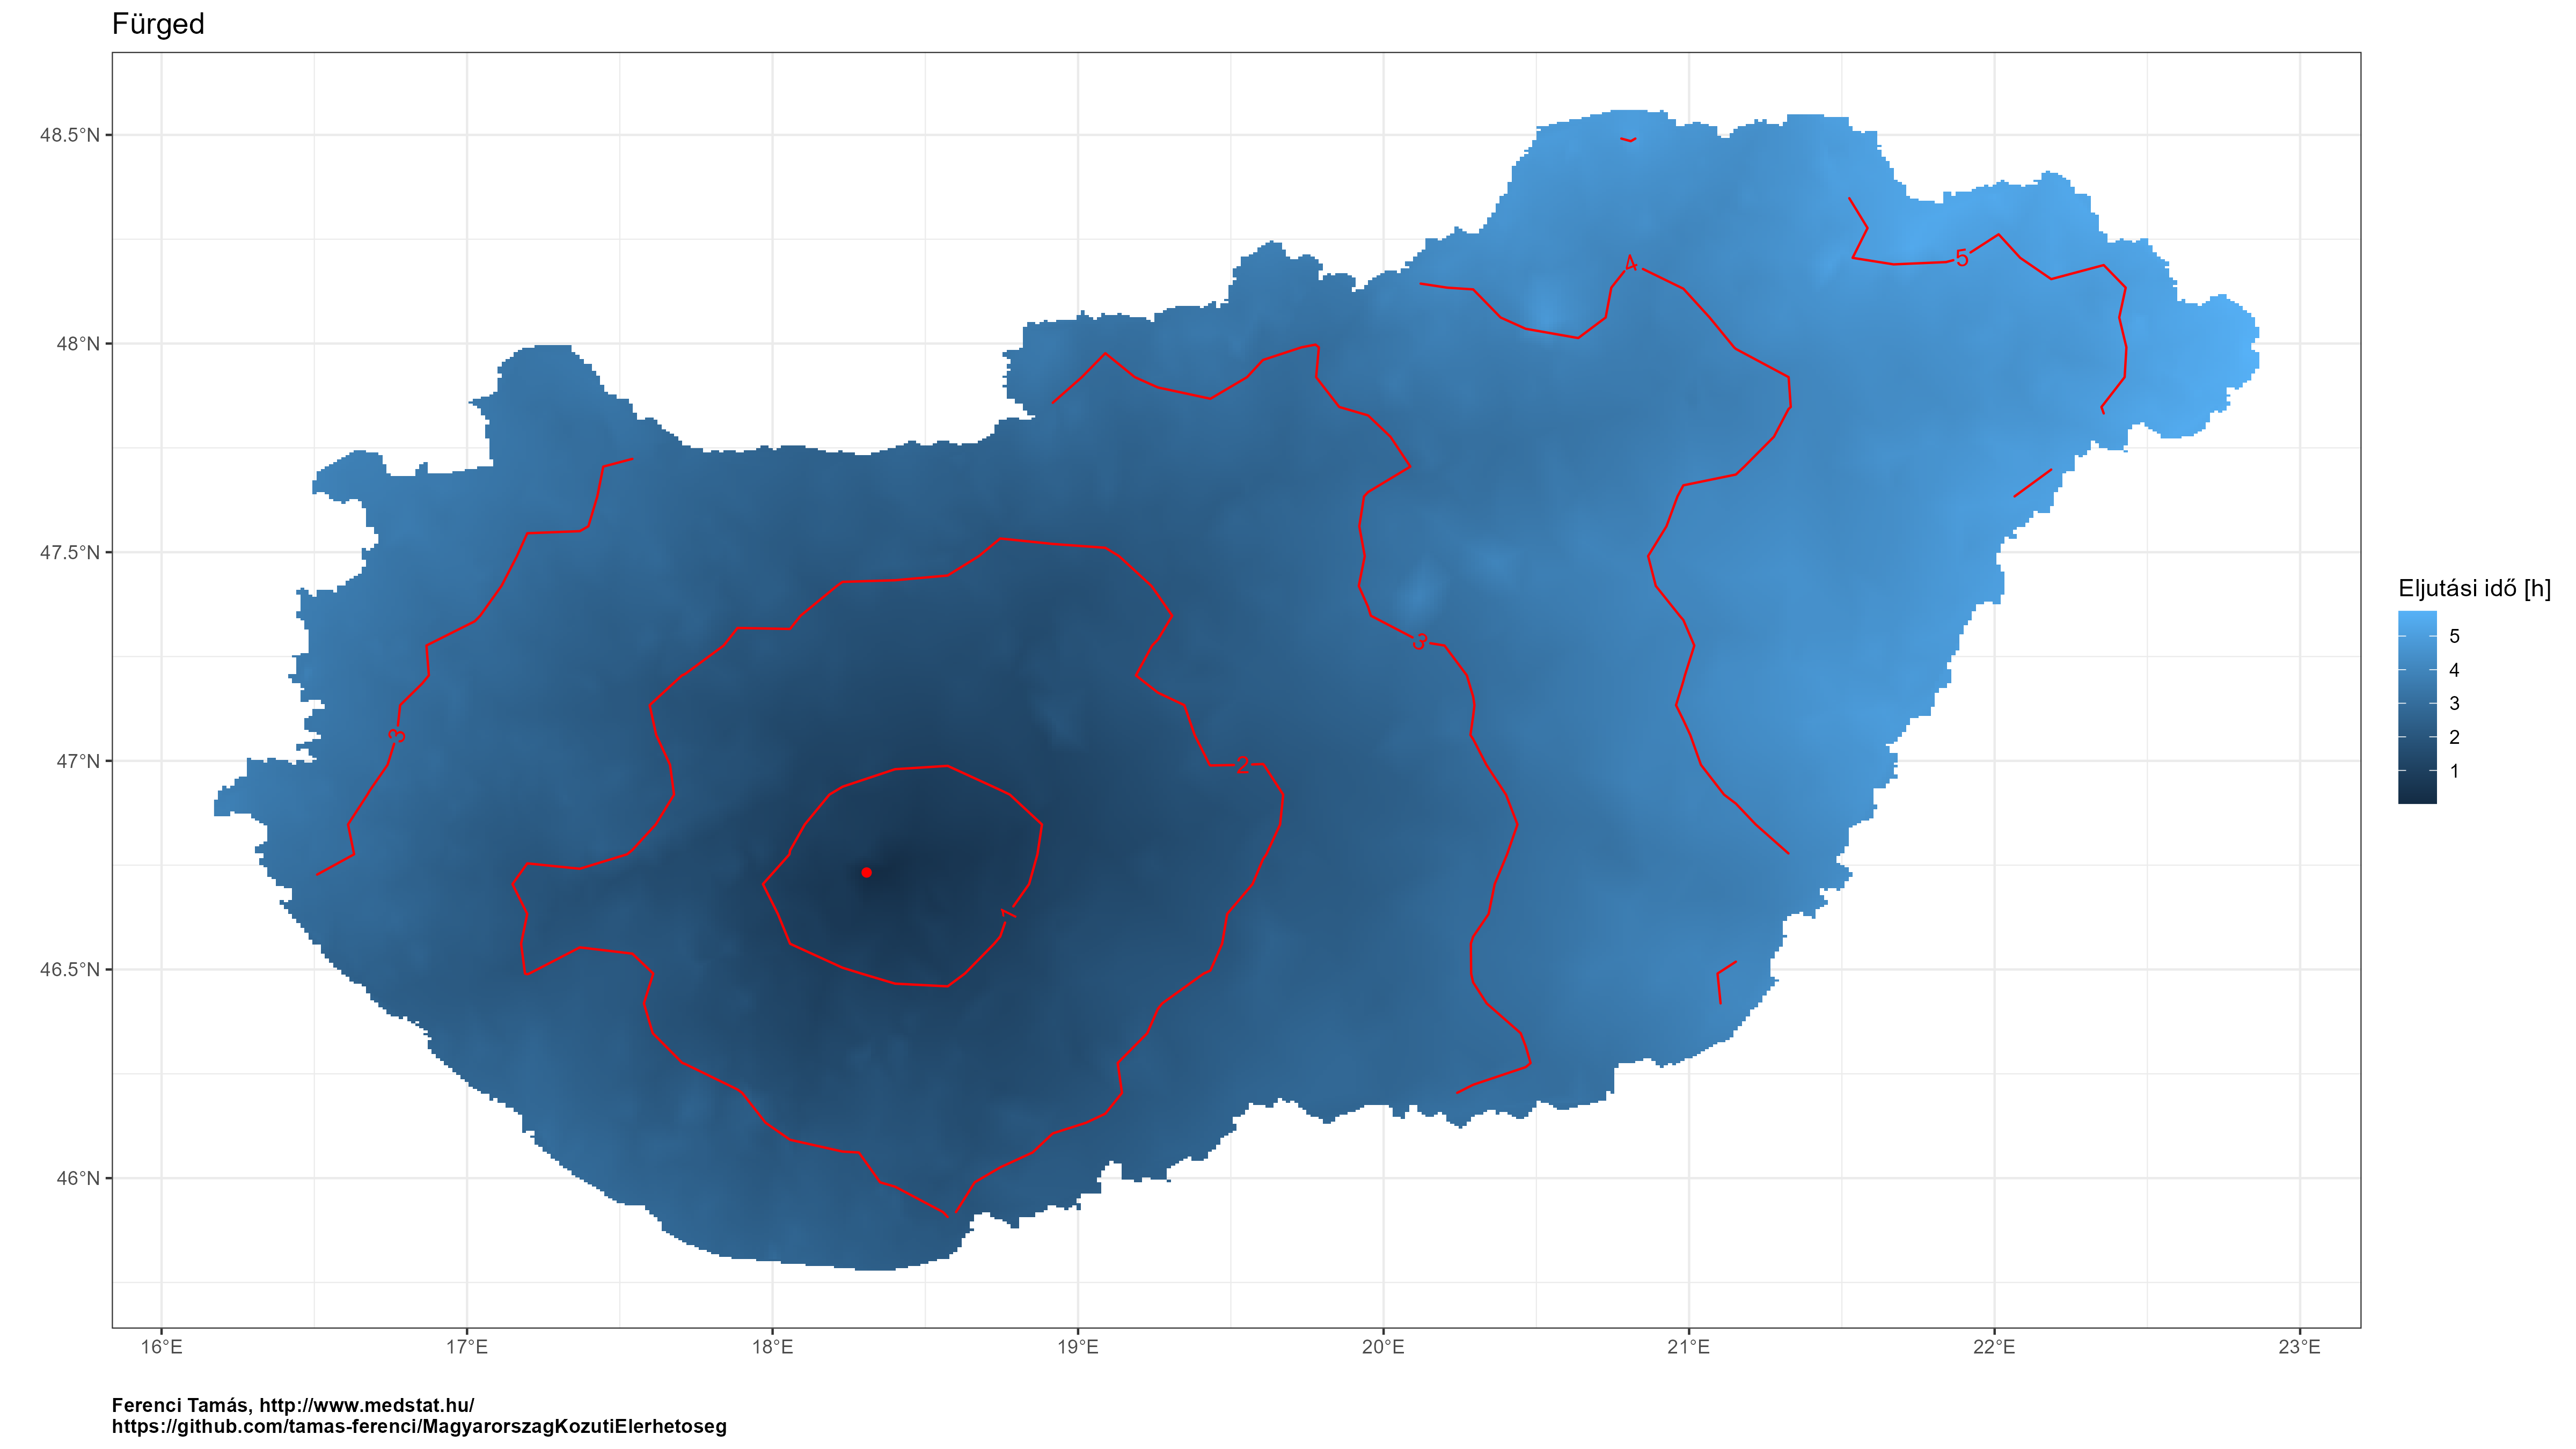 Fürged
48.5°N
48°N
47.5°N
47°N
46.5°N
46°N
16°E
17°E
18°E
19°E
20°E
21°E
22°E
23°E
1
2
3
3
4
5
Eljutási idő [h]
5
4
3
2
1
Ferenci Tamás, http://www.medstat.hu/
https://github.com/tamas-ferenci/MagyarorszagKozutiElerhetoseg